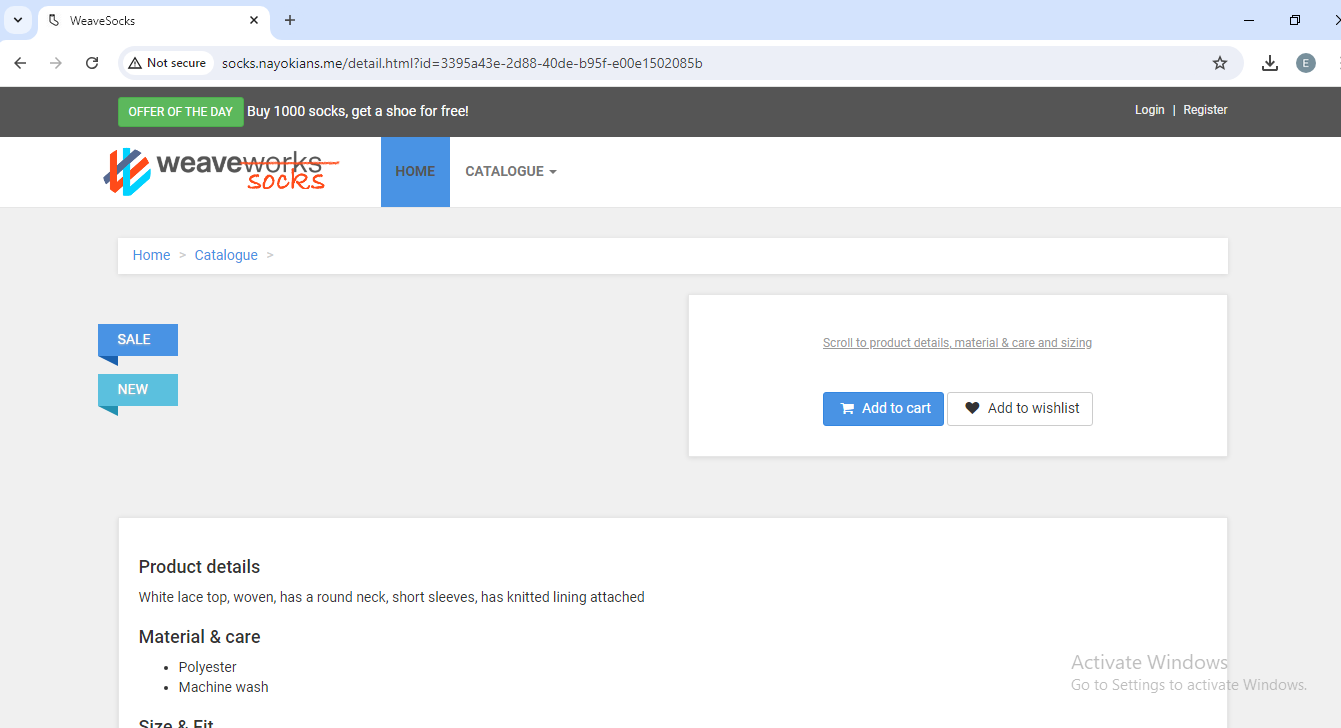 WeaveSocks
Not secure
socks.nayokians.me/detail.html?id=3395a43e-2d88-40de-b95f-e00e1502085b
E
OFFER OF THE DAY Buy 1000 socks, get a shoe for free!
Login | Register
weaveworks
socks
HOME
CATALOGUE
Home > Catalogue >
SALE
NEW
Scroll to product details, material & care and sizing
Add to cart
Add to wishlist
Product details
White lace top, woven, has a round neck, short sleeves, has knitted lining attached
Material & care
• Polyester
• Machine wash
Size & Fit
Activate Windows
Go to Settings to activate Windows.